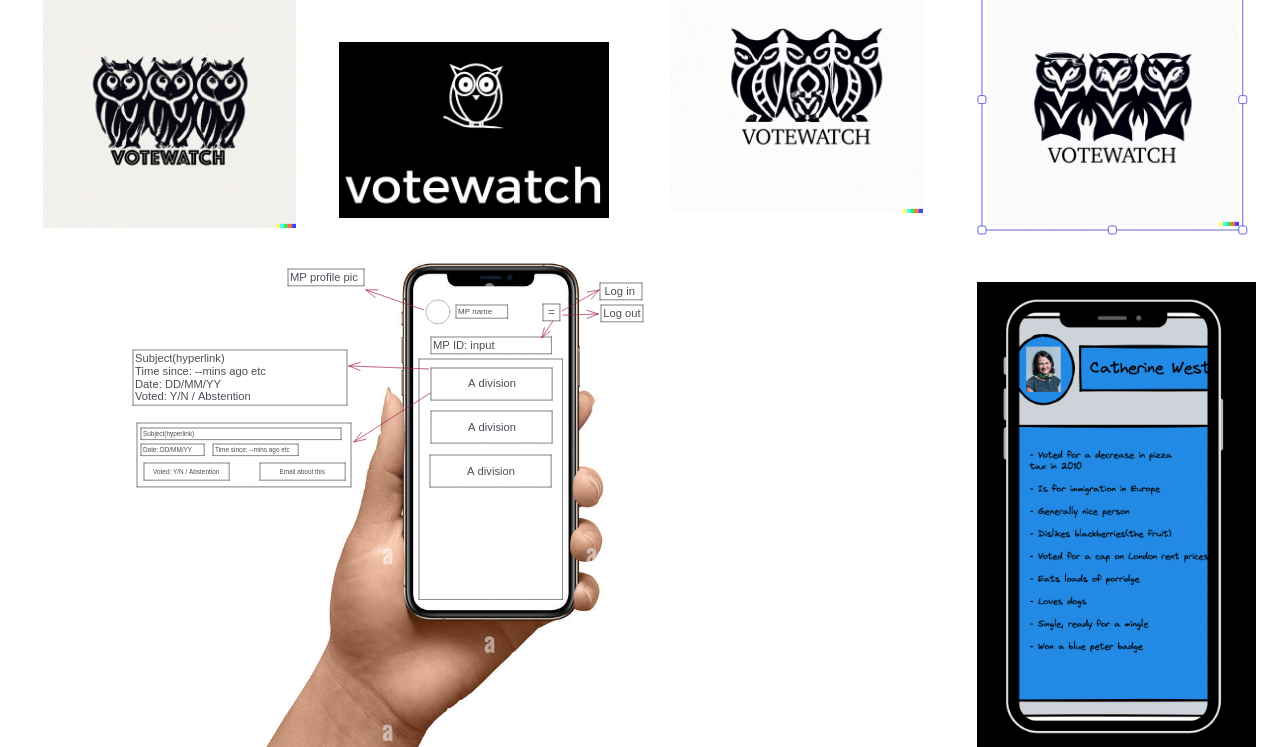 VOTEWATCH
votewatch
VOTEWATCH
VOTEWATCH
MP profile pic
MP name
=
Log in
Log out
MP ID: input
Subject(hyperlink)
Time since: --mins ago etc
Date: DD/MM/YY
Voted: Y/N / Abstention
A division
A division
A division
Subject(hyperlink)
Date: DD/MM/YY
Time since: --mins ago etc
Voted: Y/N / Abstention
Email about this
a
a
a
a
Catherine West
- Voted for a decrease in pizza
tax in 2010
- Is for immigration in Europe
- Generally nice person
- Dislikes blackberries(the fruit)
- Voted for a cap on London rent prices
- Eats loads of porridge
- Loves dogs
- Single, ready for a mingle
- Won a blue peter badge